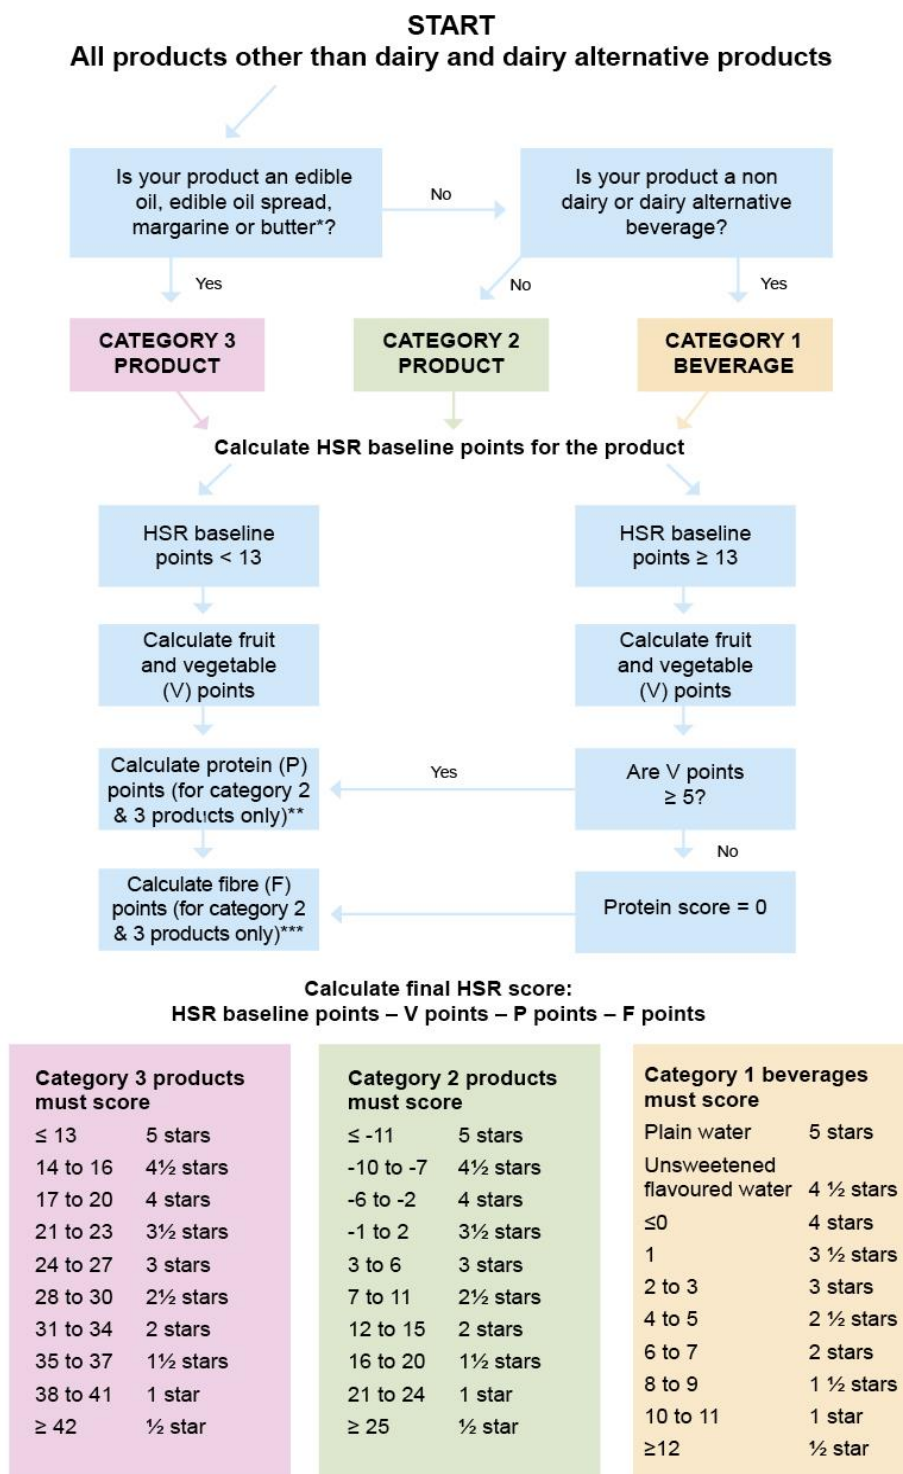 START
All products other than dairy and dairy alternative products
Is your product an edible
oil, edible oil spread,
margarine or butter*?
No
Is your product a non
dairy or dairy alternative
beverage?
Yes
No
Yes
CATEGORY 3
PRODUCT
CATEGORY 2
PRODUCT
CATEGORY 1
BEVERAGE
Calculate HSR baseline points for the product
HSR baseline
points < 13
HSR baseline
points ≥ 13
Calculate fruit
and vegetable
(V) points
Calculate fruit
and vegetable
(V) points
Calculate protein (P)
points (for category 2
& 3 products only)**
Yes
Are V points
≥ 5?
No
Calculate fibre (F)
points (for category 2
& 3 products only)***
Protein score = 0
Calculate final HSR score:
HSR baseline points – V points – P points – F points
Category 3 products
must score
≤ 13 5 stars
14 to 16 4½ stars
17 to 20 4 stars
21 to 23 3½ stars
24 to 27 3 stars
28 to 30 2½ stars
31 to 34 2 stars
35 to 37 1½ stars
38 to 41 1 star
≥ 42 ½ star
Category 2 products
must score
≤ -11 5 stars
-10 to -7 4½ stars
-6 to -2 4 stars
-1 to 2 3½ stars
3 to 6 3 stars
7 to 11 2½ stars
12 to 15 2 stars
16 to 20 1½ stars
21 to 24 1 star
≥ 25 ½ star
Category 1 beverages
must score
Plain water 5 stars
Unsweetened
flavoured water 4 ½ stars
≤0 4 stars
1 3 ½ stars
2 to 3 3 stars
4 to 5 2 ½ stars
6 to 7 2 stars
8 to 9 1 ½ stars
10 to 11 1 star
≥12 ½ star